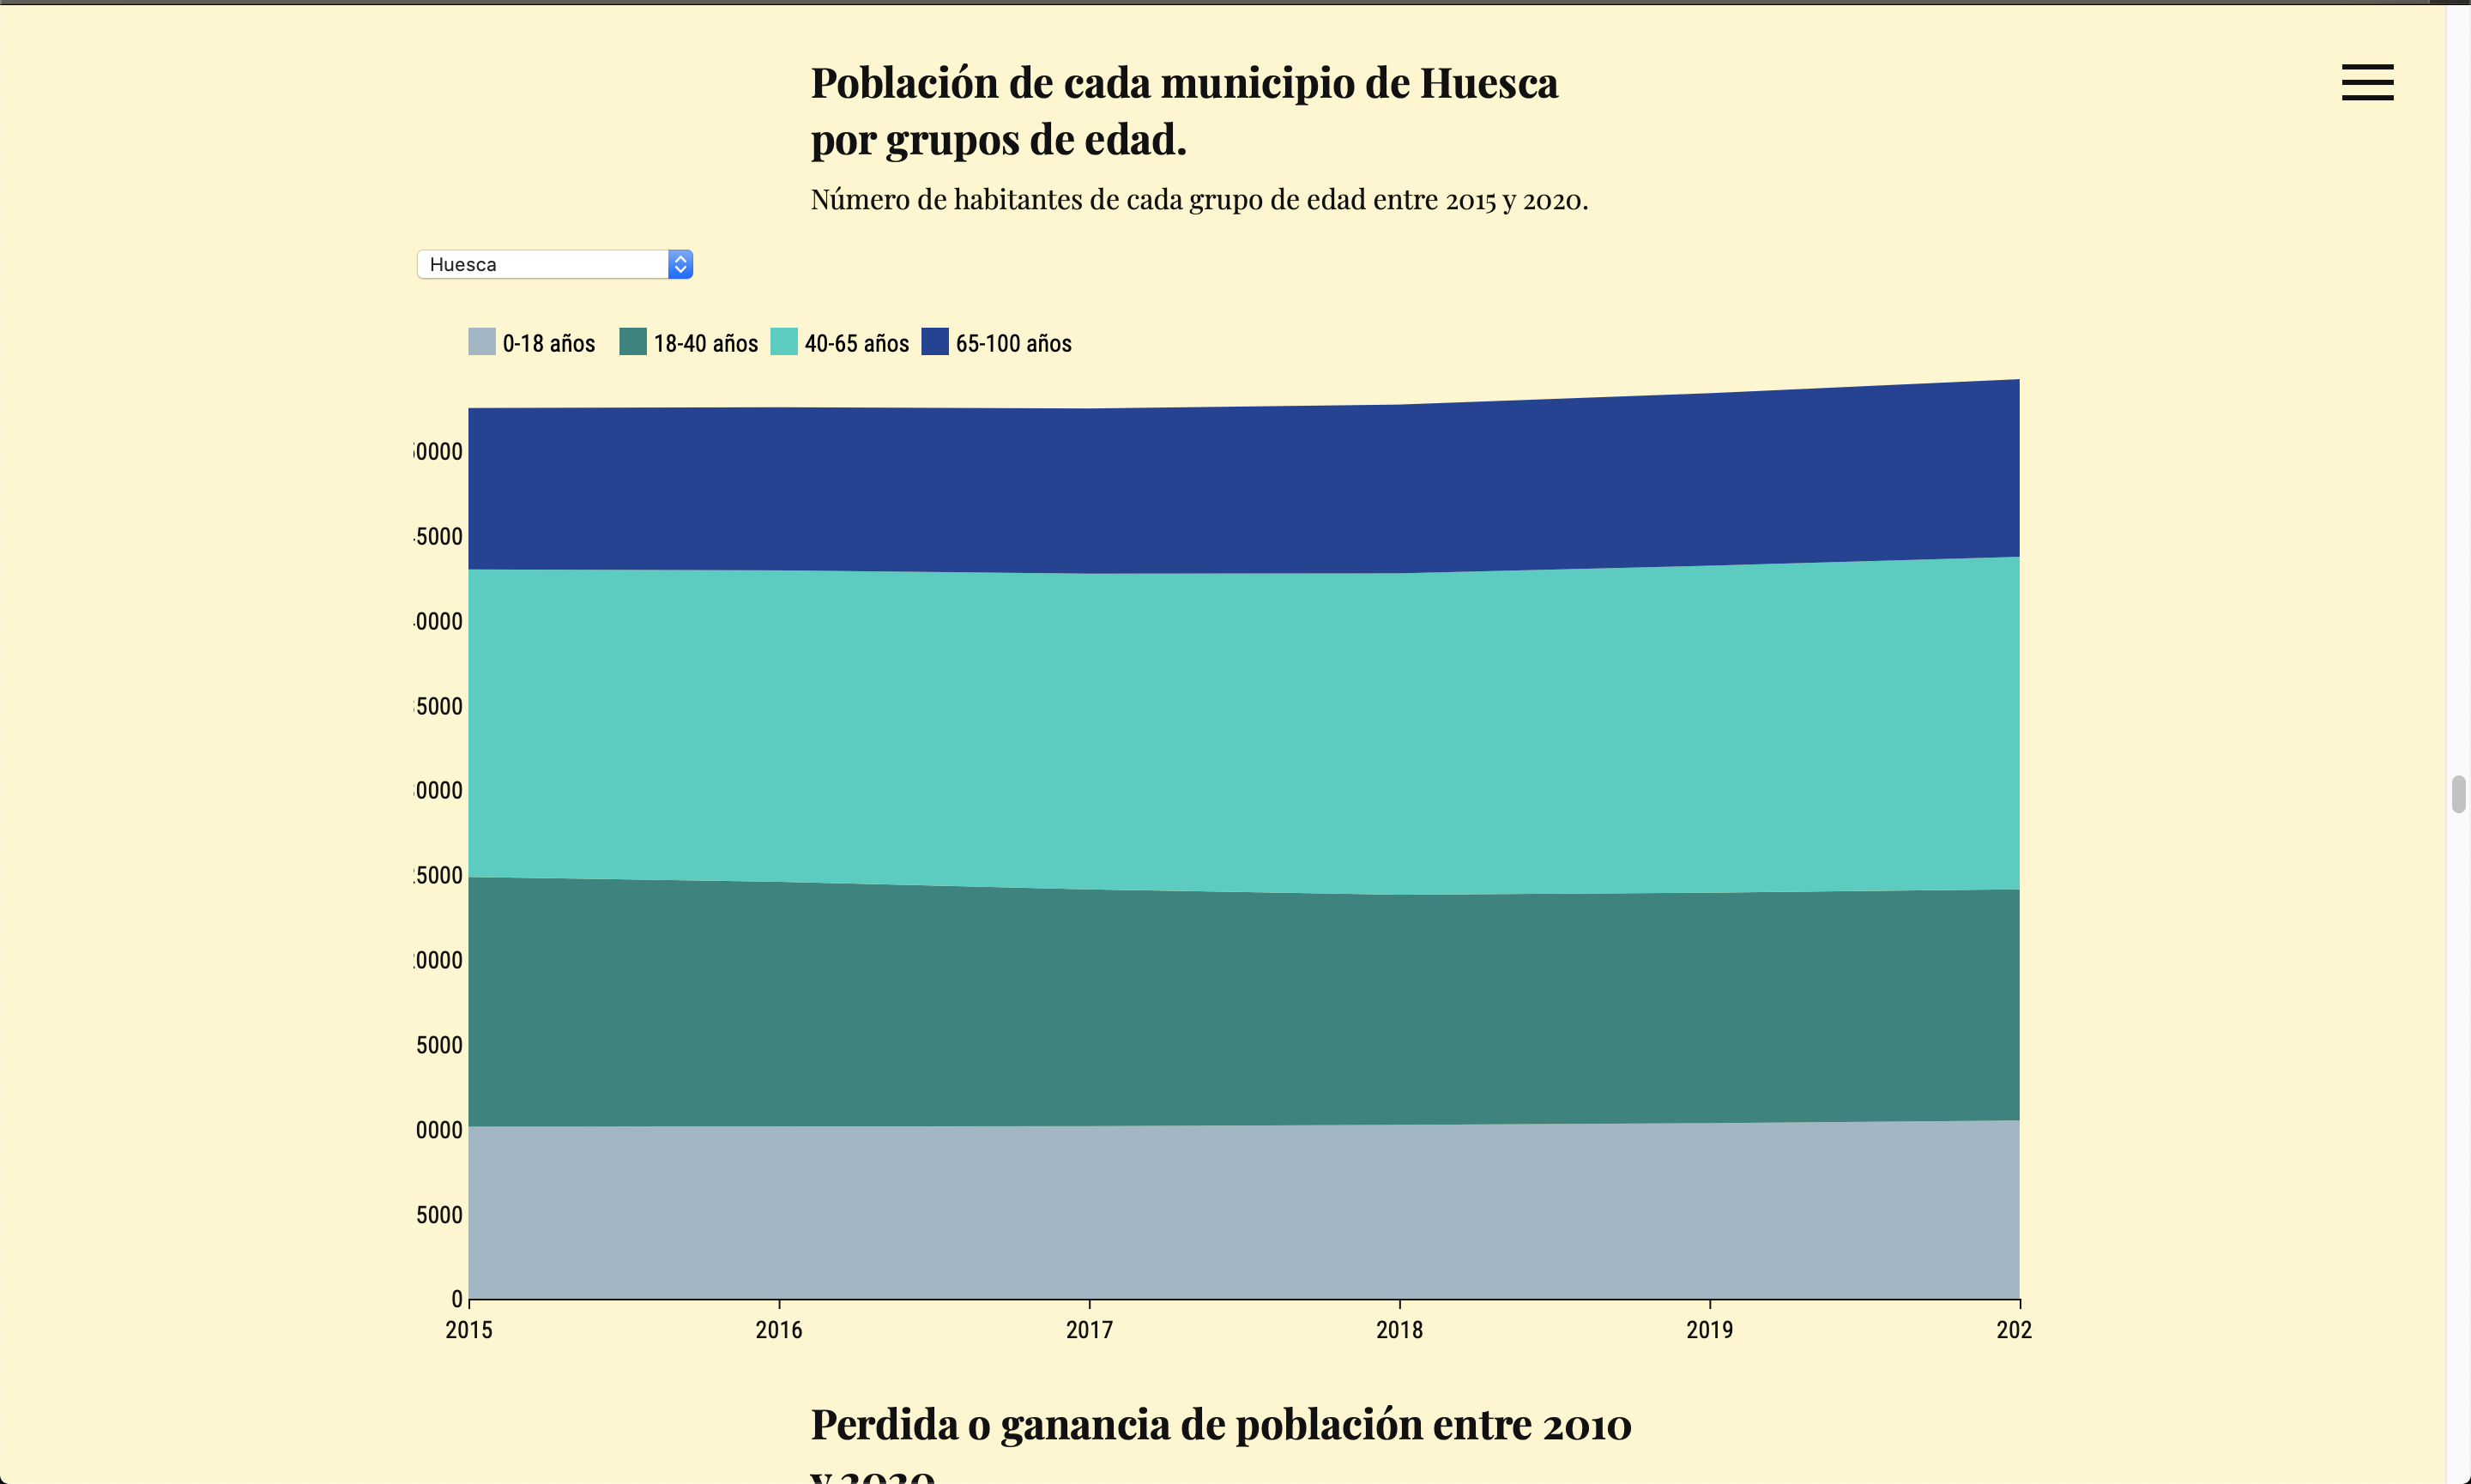 Población de cada municipio de Huesca
por grupos de edad.
Número de habitantes de cada grupo de edad entre 2015 y 2020.
Huesca
0-18 años 18-40 años 40-65 años 65-100 años
0000
5000
0000
5000
0000
5000
0000
5000
0000
5000
0
2015 2016 2017 2018 2019 202
Perdida o ganancia de población entre 2010
y 2020